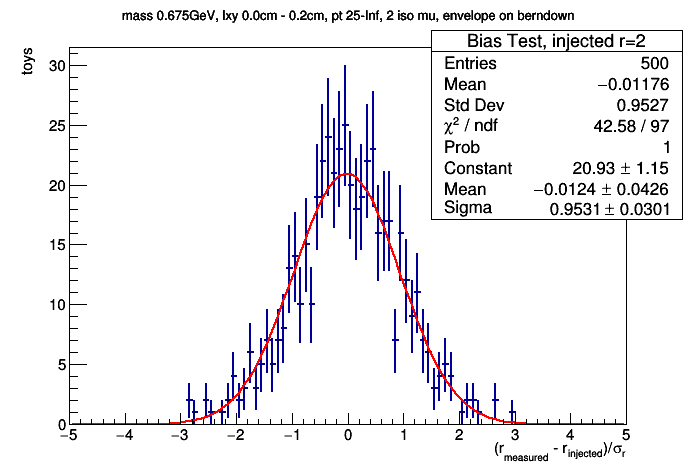 mass 0.675GeV, lxy 0.0cm - 0.2cm, pt 25-Inf, 2 iso mu, envelope on berndown
toys
Bias Test, injected r=2
Entries 500
Mean −0.01176
Std Dev 0.9527
χ² / ndf 42.58 / 97
Prob 1
Constant 20.93 ± 1.15
Mean −0.0124 ± 0.0426
Sigma 0.9531 ± 0.0301
30
25
20
15
10
5
0
−5 −4 −3 −2 −1 0 1 2 3 4 5
(r_measured - r_injected)/σ_r